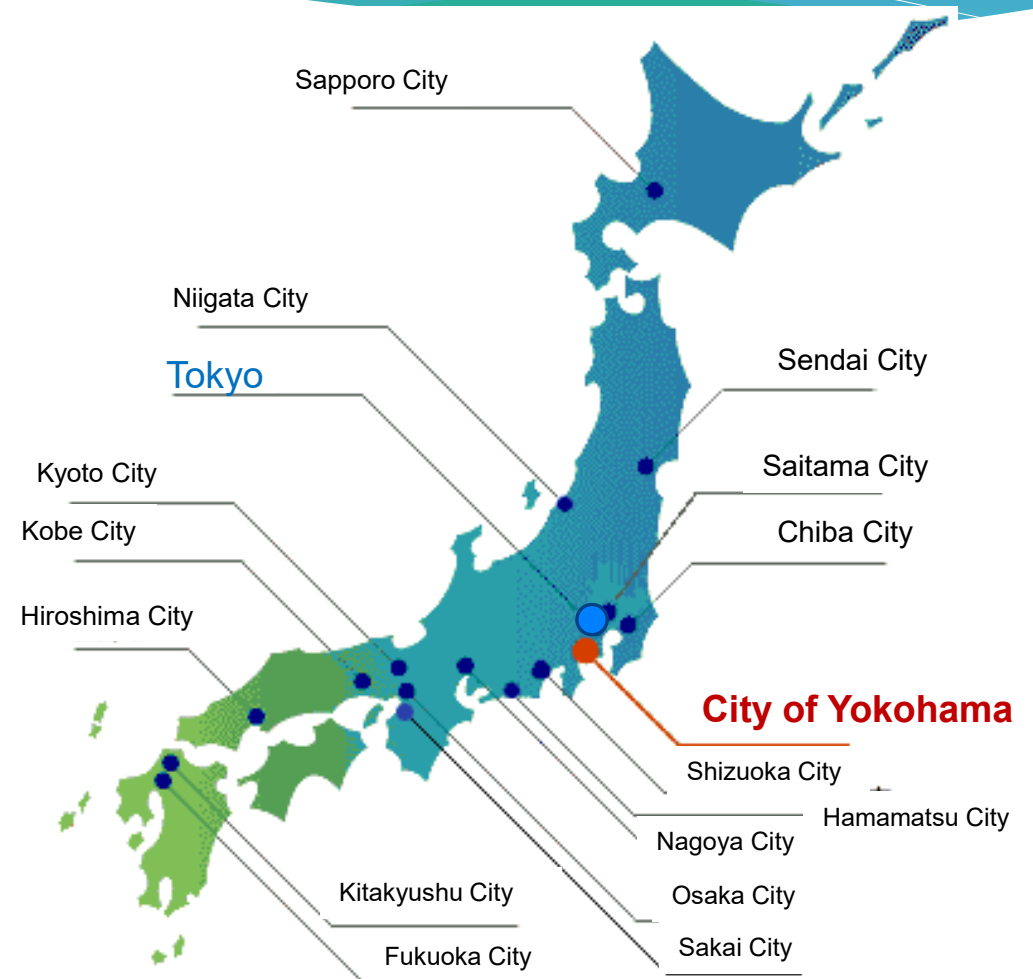 Sapporo City
Niigata City
Tokyo
Sendai City
Kyoto City
Saitama City
Kobe City
Chiba City
Hiroshima City
City of Yokohama
Shizuoka City
Hamamatsu City
Nagoya City
Kitakyushu City
Osaka City
Sakai City
Fukuoka City